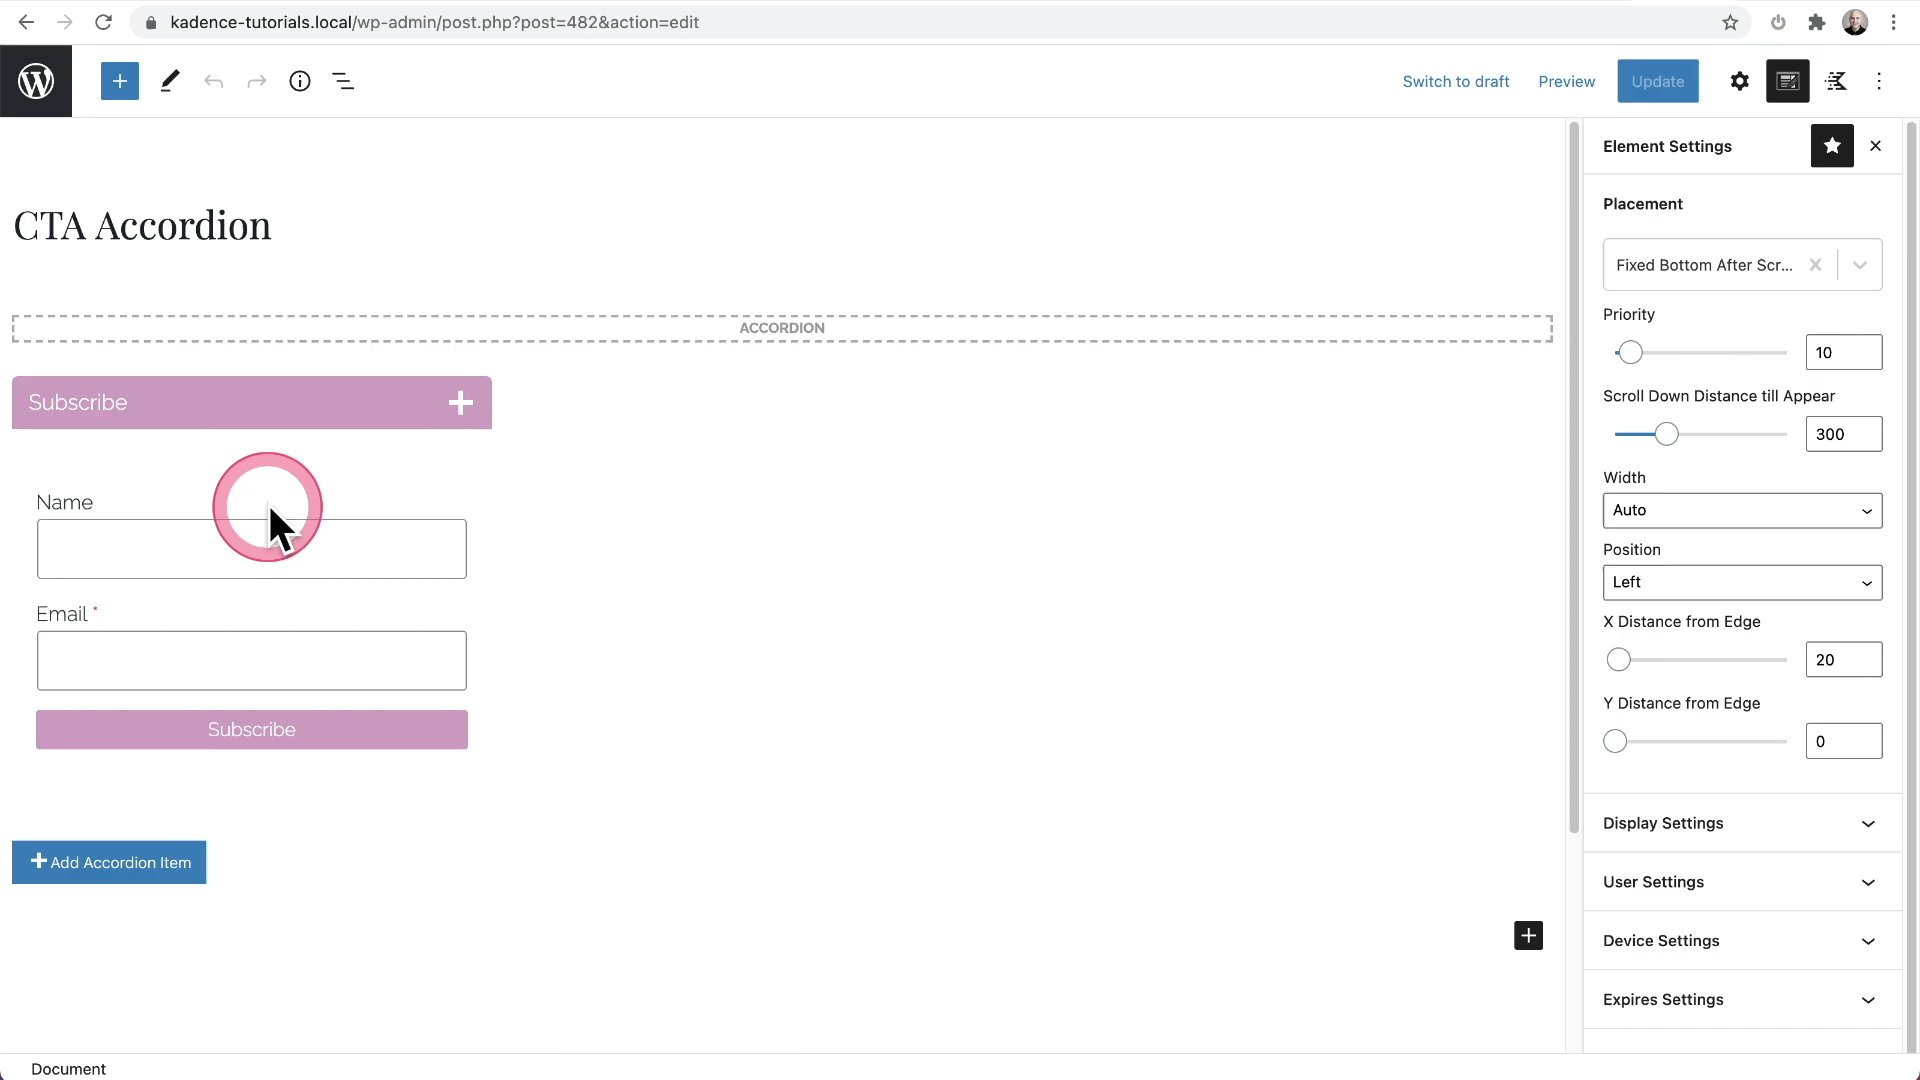 kadence-tutorials.local/wp-admin/post.php?post=482&action=edit
Switch to draft
Preview
Update
Element Settings
Placement
Fixed Bottom After Scr...
Priority
10
Scroll Down Distance till Appear
300
Width
Auto
Position
Left
X Distance from Edge
20
Y Distance from Edge
0
Display Settings
User Settings
Device Settings
Expires Settings
CTA Accordion
ACCORDION
Subscribe
Name
Email *
Subscribe
Add Accordion Item
Document